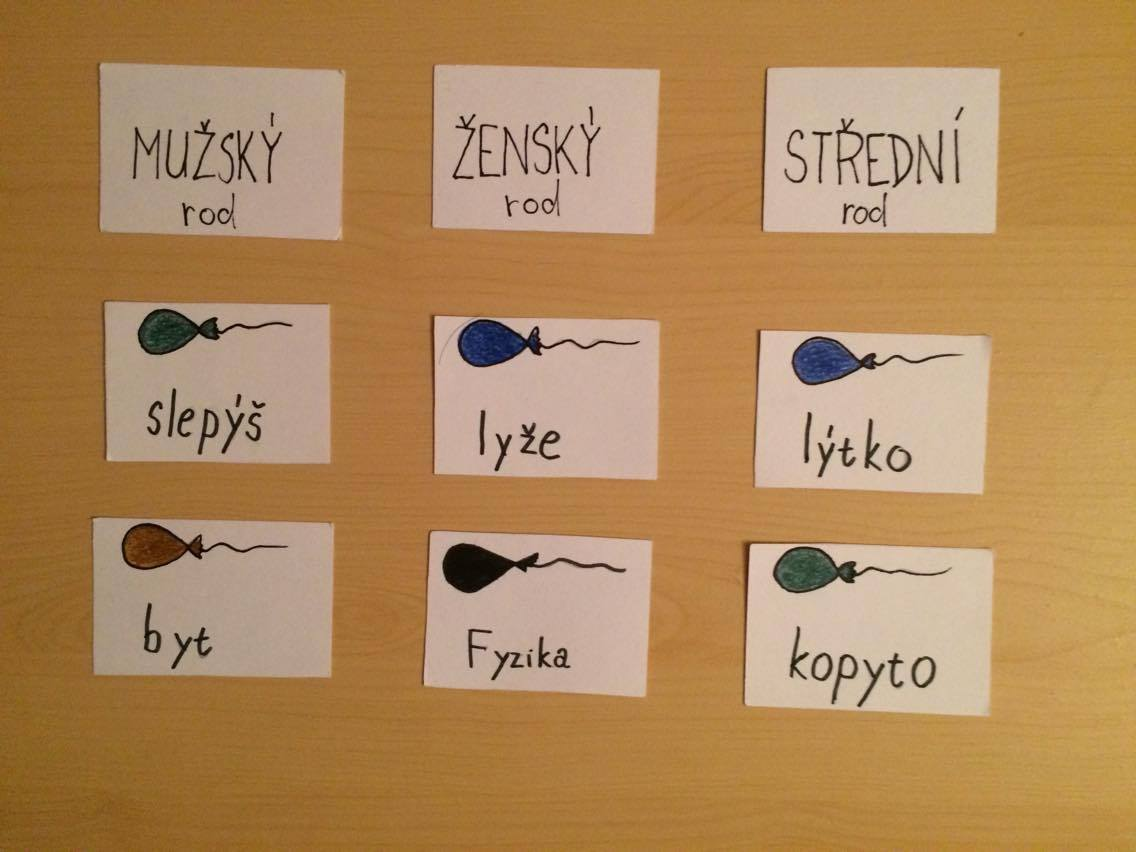 MUŽSKÝ
rod
ŽENSKÝ
rod
STŘEDNÍ
rod
slepýš
lyže
lýtko
byt
Fyzika
kopyto